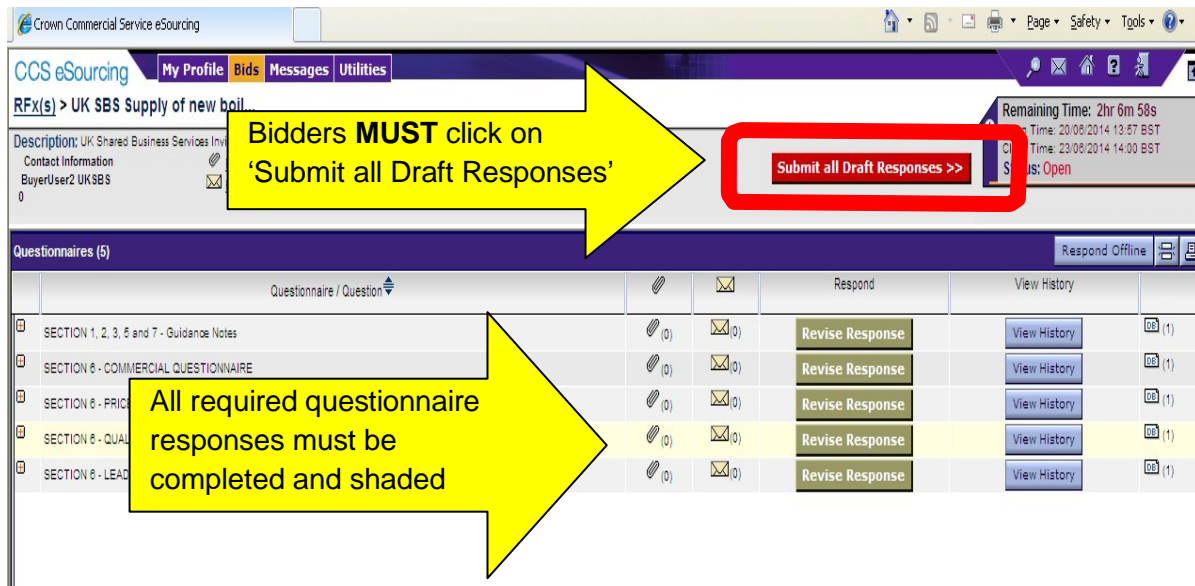 Crown Commercial Service eSourcing
Page Safety Tools
CCS eSourcing My Profile Bids Messages Utilities
RFx(s) > UK SBS Supply of new boil...
Remaining Time: 2hr 6m 58s
Time: 20/06/2014 13:57 BST
Time: 23/06/2014 14:00 BST
Open
Description: UK Shared Business Services Invi
Contact Information
BuyerUser2 UKSBS
0
Bidders MUST click on
'Submit all Draft Responses'
Submit all Draft Responses >>
Questionnaires (5)
Respond Offline
Questionnaire / Question Respond View History
SECTION 1, 2, 3, 5 and 7 - Guidance Notes (0) (0) Revise Response View History (1)
SECTION 6 - COMMERCIAL QUESTIONNAIRE (0) (0) Revise Response View History (1)
SECTION 6 - PRICE (0) (0) Revise Response View History (1)
SECTION 6 - QUAL (0) (0) Revise Response View History (1)
SECTION 6 - LEAD (0) (0) Revise Response View History (1)
All required questionnaire
responses must be
completed and shaded